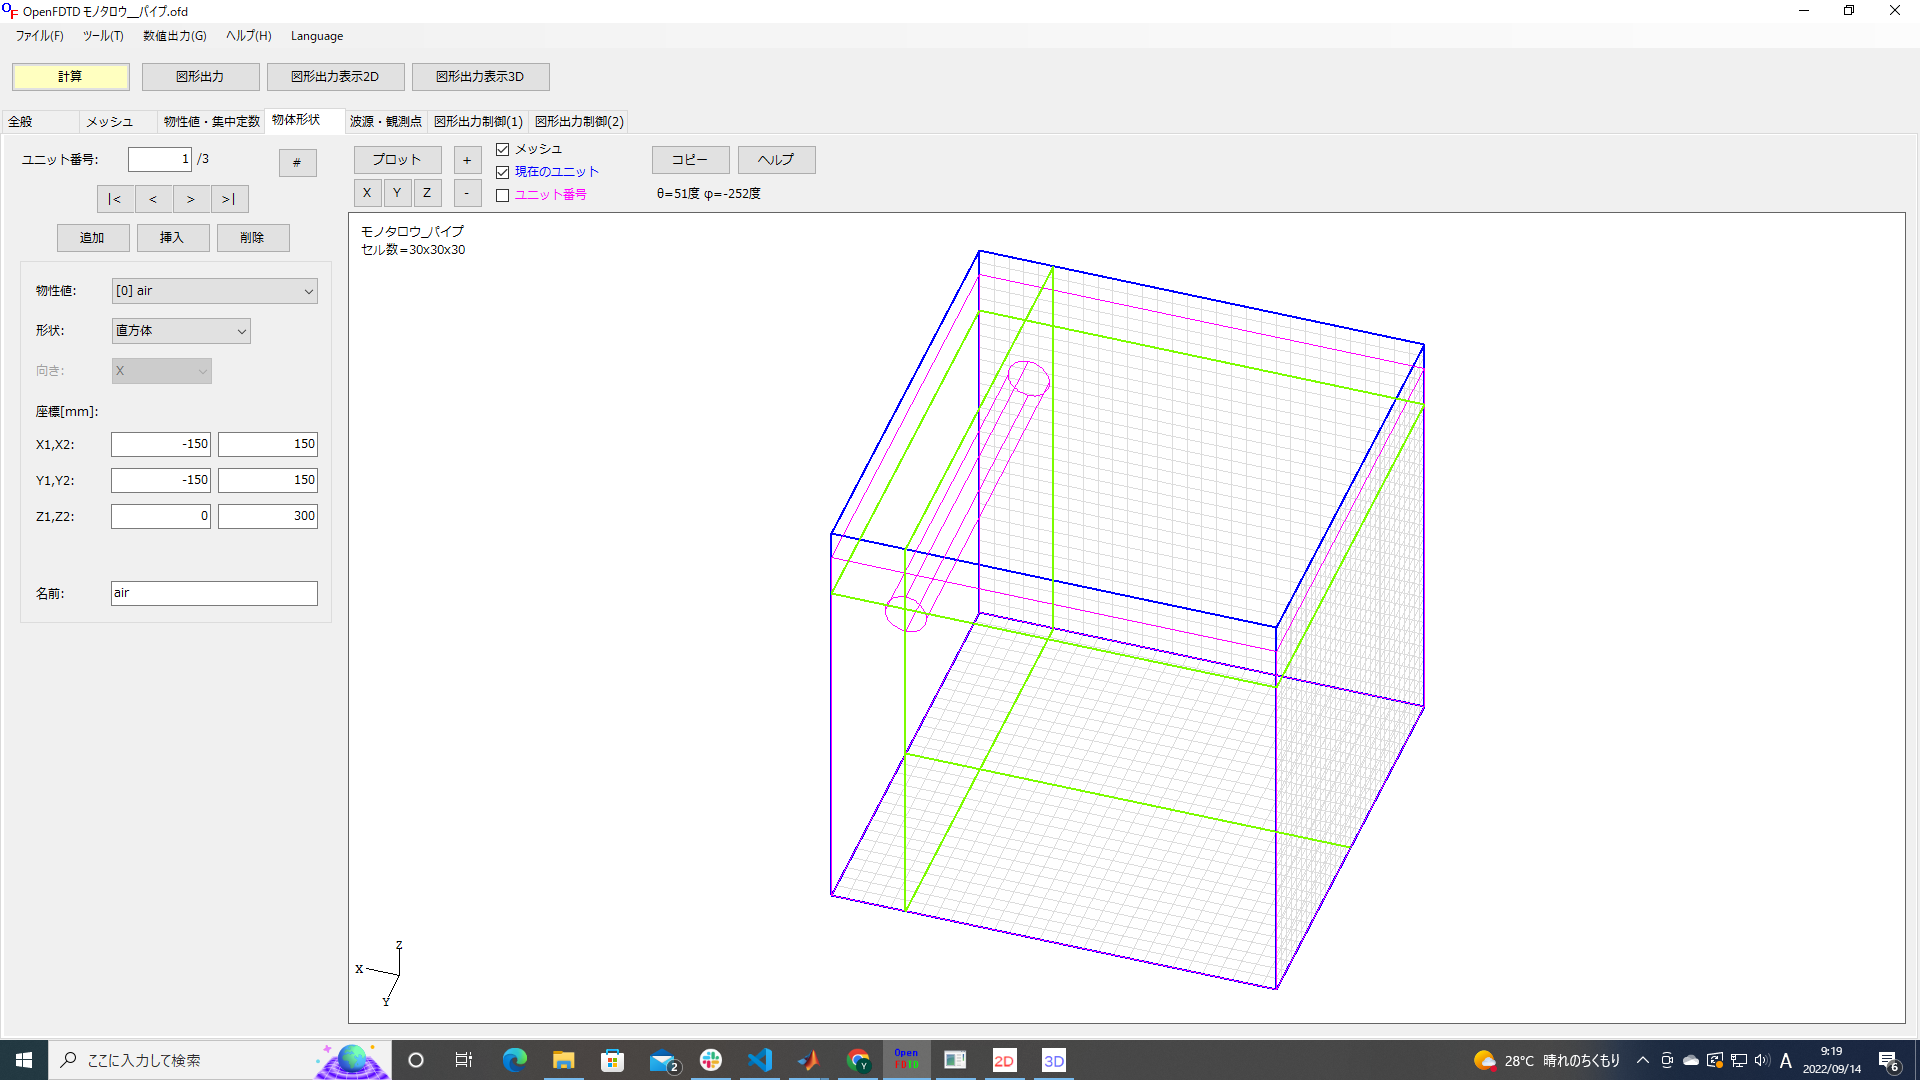 OF OpenFDTD モノタロウ__パイプ.ofd
ファイル(F) ツール(T) 数値出力(G) ヘルプ(H) Language
計算 図形出力 図形出力表示2D 図形出力表示3D
全般 メッシュ 物性値・集中定数 物体形状 波源・観測点 図形出力制御(1) 図形出力制御(2)
ユニット番号: 1 /3 #
|< < > >|
追加 挿入 削除
物性値: [0] air
形状: 直方体
向き: X
座標[mm]:
X1,X2: -150 150
Y1,Y2: -150 150
Z1,Z2: 0 300
名前: air
プロット + メッシュ コピー ヘルプ
現在のユニット
X Y Z - ユニット番号 θ=51度 φ=-252度
モノタロウ_パイプ
セル数=30x30x30
Z
X
Y
ここに入力して検索
2
Y
Open
FDTD
2D
3D
28°C 晴れのちくもり
A
9:19
2022/09/14
6